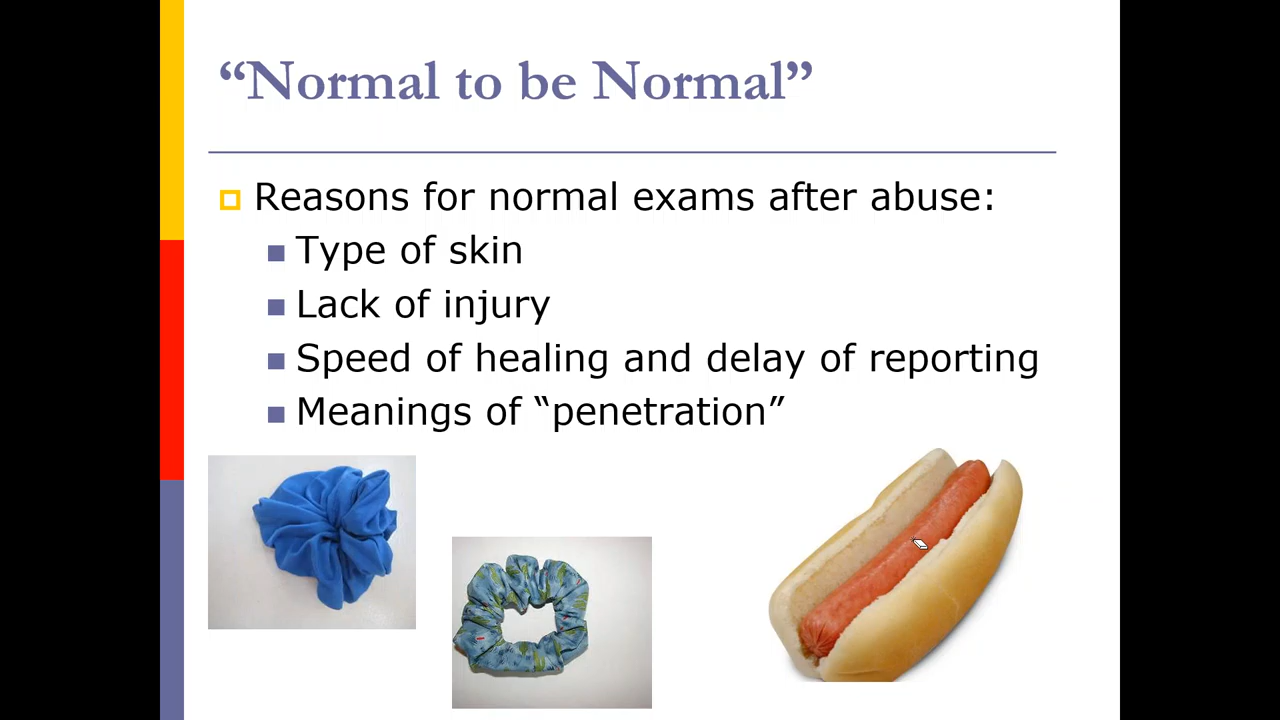 “Normal to be Normal”
Reasons for normal exams after abuse:
Type of skin
Lack of injury
Speed of healing and delay of reporting
Meanings of “penetration”